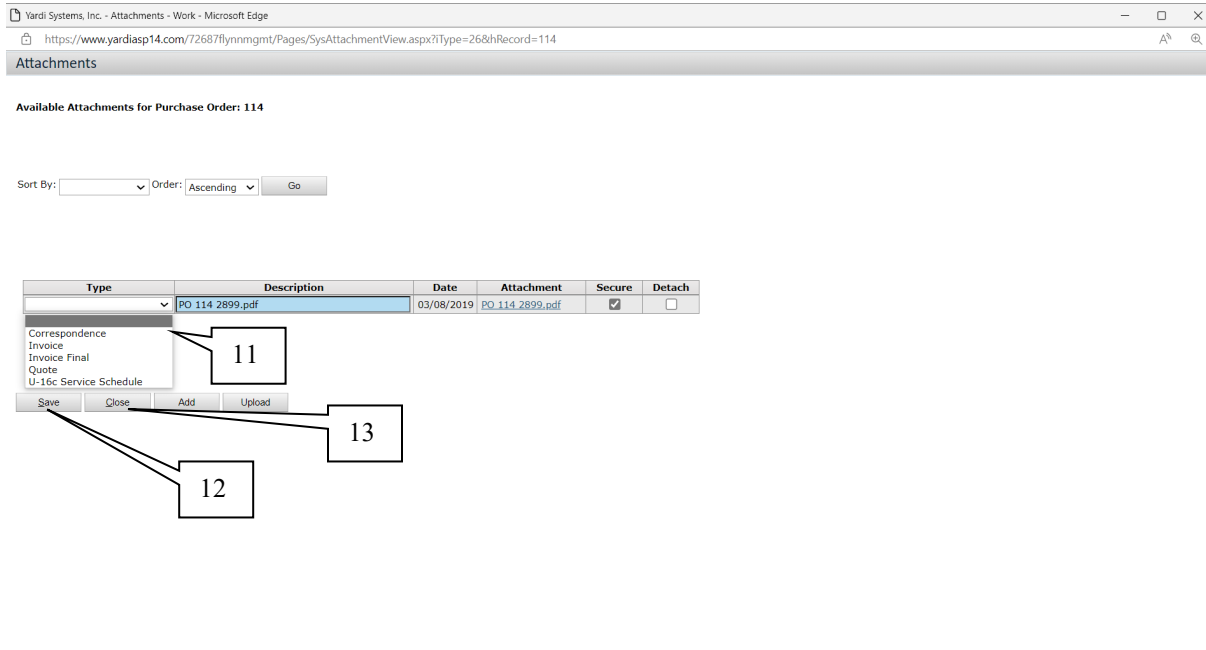 Yardi Systems, Inc. - Attachments - Work - Microsoft Edge
https://www.yardiasp14.com/72687flynnmgmt/Pages/SysAttachmentView.aspx?iType=26&hRecord=114
Attachments
Available Attachments for Purchase Order: 114
Sort By: Order: Ascending Go
Type Description Date Attachment Secure Detach
PO 114 2899.pdf 03/08/2019 PO 114 2899.pdf
Correspondence
Invoice
Invoice Final
Quote
U-16c Service Schedule
11
Save Close Add Upload
13
12